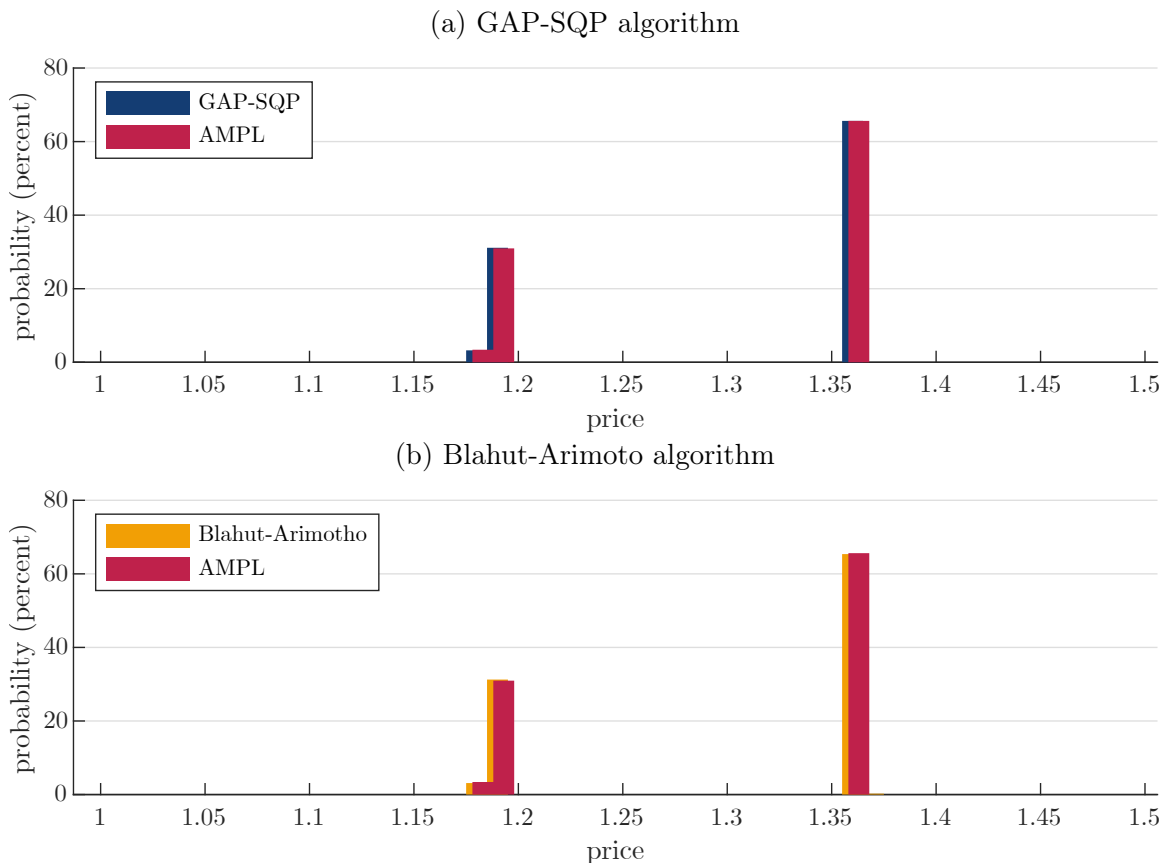 (a) GAP-SQP algorithm
80
60
40
20
0
probability (percent)
GAP-SQP
AMPL
1 1.05 1.1 1.15 1.2 1.25 1.3 1.35 1.4 1.45 1.5
price
(b) Blahut-Arimoto algorithm
80
60
40
20
0
probability (percent)
Blahut-Arimotho
AMPL
1 1.05 1.1 1.15 1.2 1.25 1.3 1.35 1.4 1.45 1.5
price